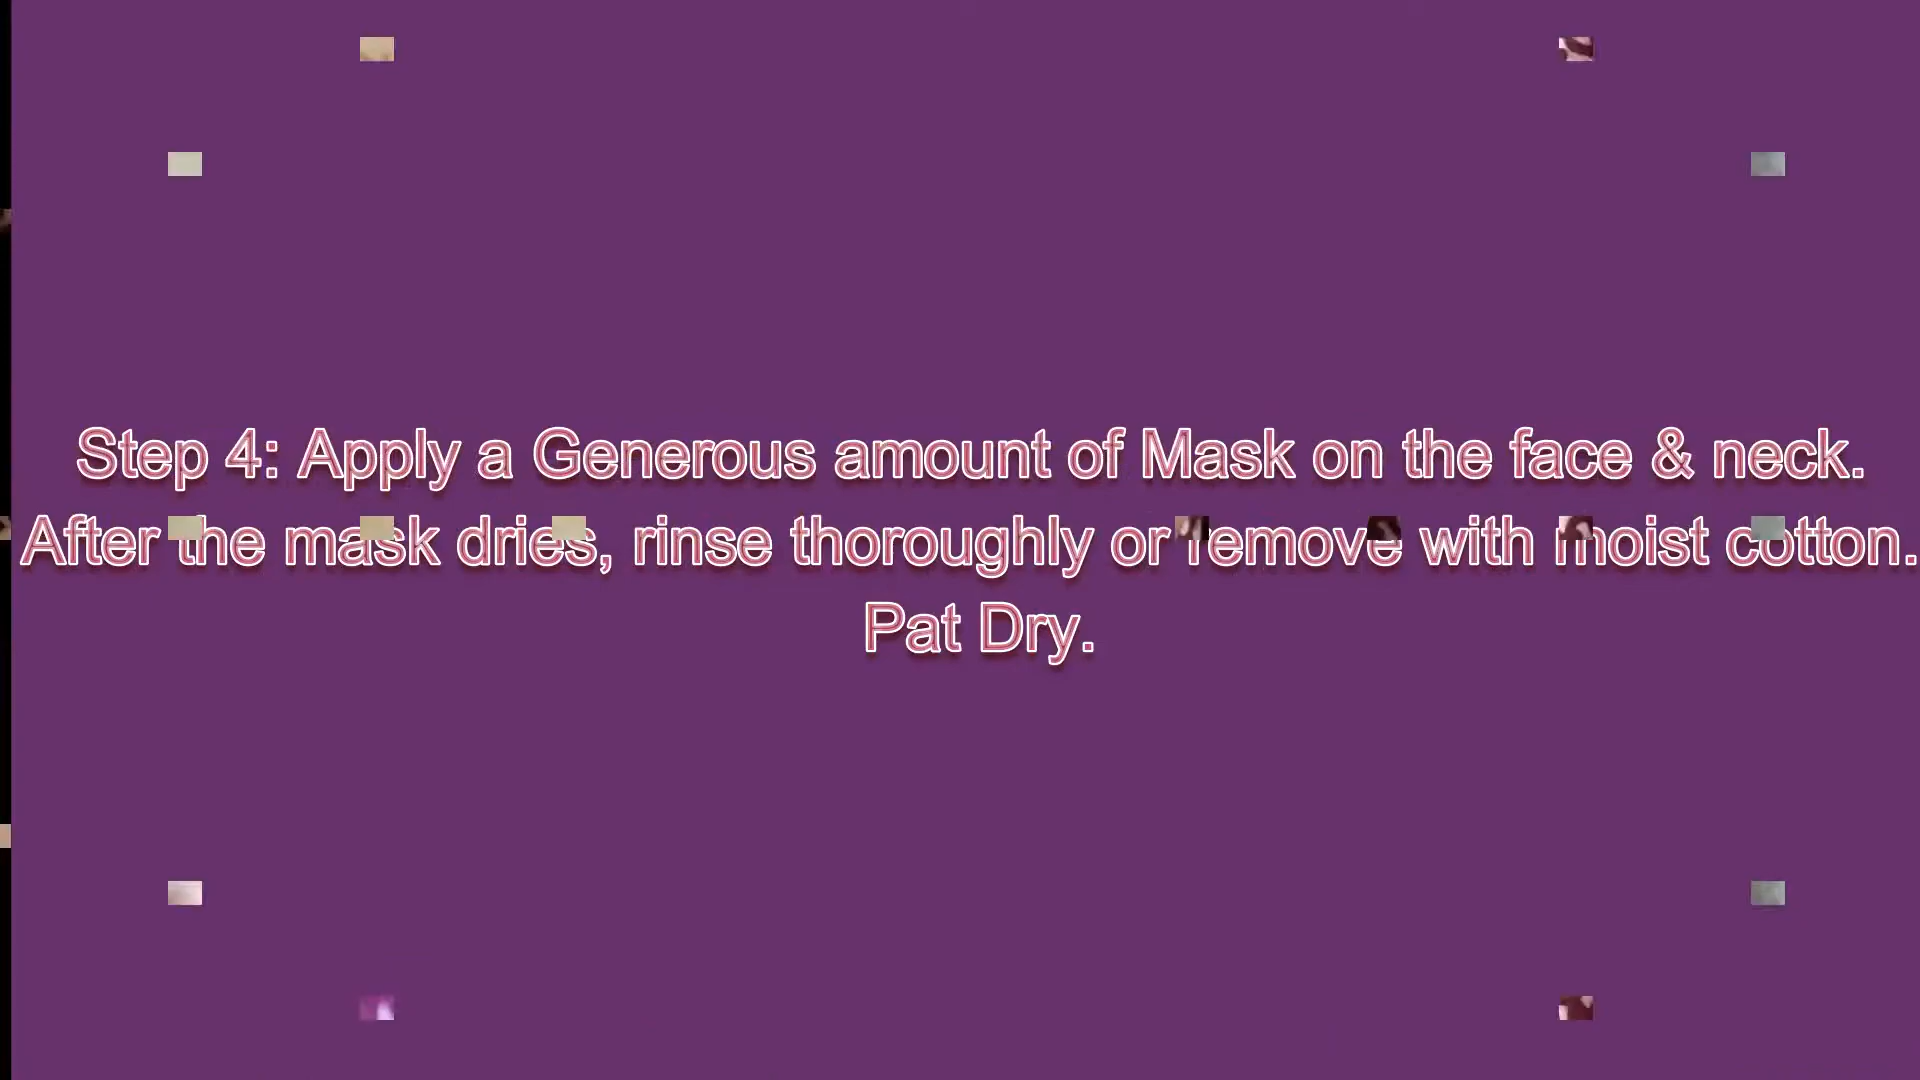 Step 4: Apply a Generous amount of Mask on the face & neck.
After the mask dries, rinse thoroughly or remove with moist cotton.
Pat Dry.